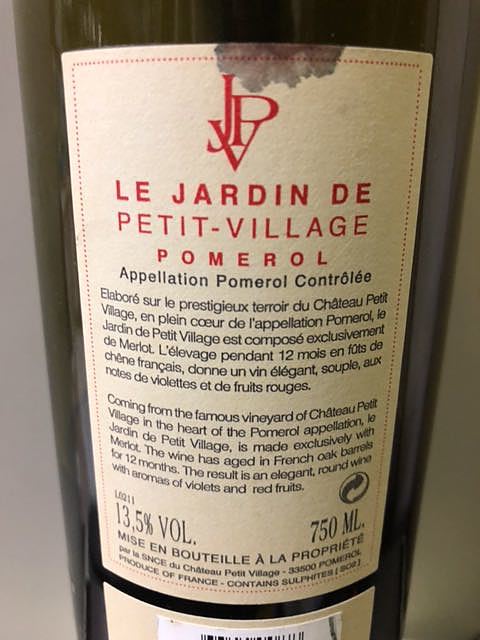 JPV
LE JARDIN DE
PETIT-VILLAGE
POMEROL
Appellation Pomerol Contrôlée
Elaboré sur le prestigieux terroir du Château Petit
Village, en plein cœur de l'appellation Pomerol, le
Jardin de Petit Village est composé exclusivement
de Merlot. L'élevage pendant 12 mois en fûts de
chêne français, donne un vin élégant, souple, aux
notes de violettes et de fruits rouges.
Coming from the famous vineyard of Château Petit
Village in the heart of the Pomerol appellation, le
Jardin de Petit Village, is made exclusively with
Merlot. The wine has aged in French oak barrels
for 12 months. The result is an elegant, round wine
with aromas of violets and red fruits.
L0211
13,5% VOL. 750 ML.
MISE EN BOUTEILLE À LA PROPRIÉTÉ
par la SNCE du Château Petit Village - 33500 POMEROL
PRODUCE OF FRANCE - CONTAINS SULPHITES [ SO2 ]